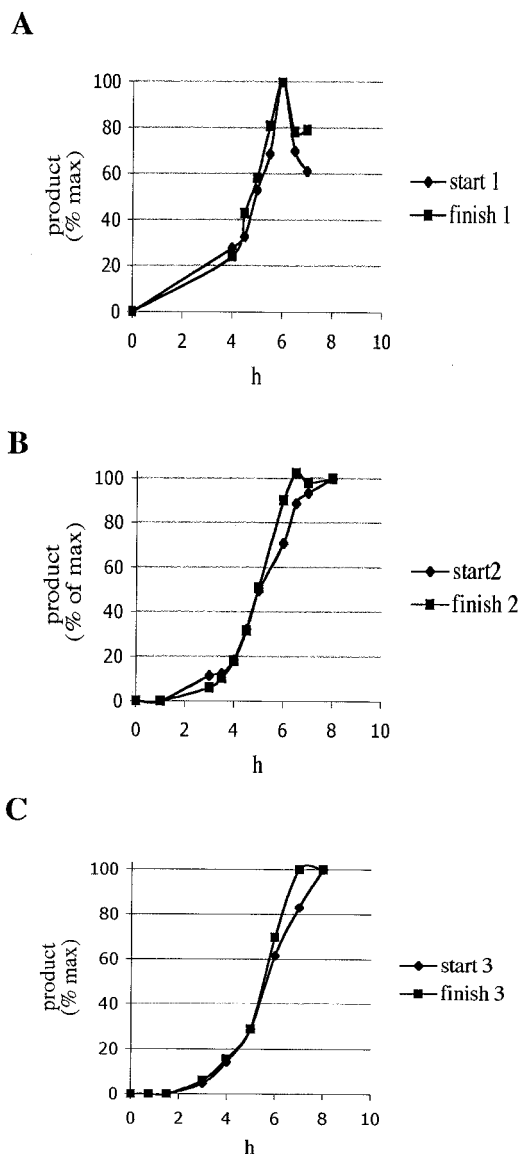 A
100
80
60
40
20
0
product
(% max)
0 2 4 6 8 10
h
start 1
finish 1
B
100
80
60
40
20
0
product
(% of max)
0 2 4 6 8 10
h
start2
finish 2
C
100
80
60
40
20
0
product
(% max)
0 2 4 6 8 10
h
start 3
finish 3